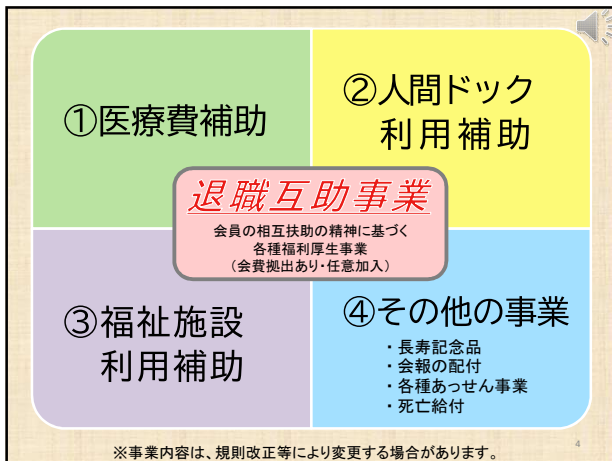 ①医療費補助
②人間ドック
利用補助
退職互助事業
会員の相互扶助の精神に基づく
各種福利厚生事業
（会費拠出あり・任意加入）
③福祉施設
利用補助
④その他の事業
・長寿記念品
・会報の配付
・各種あっせん事業
・死亡給付
※事業内容は、規則改正等により変更する場合があります。
4